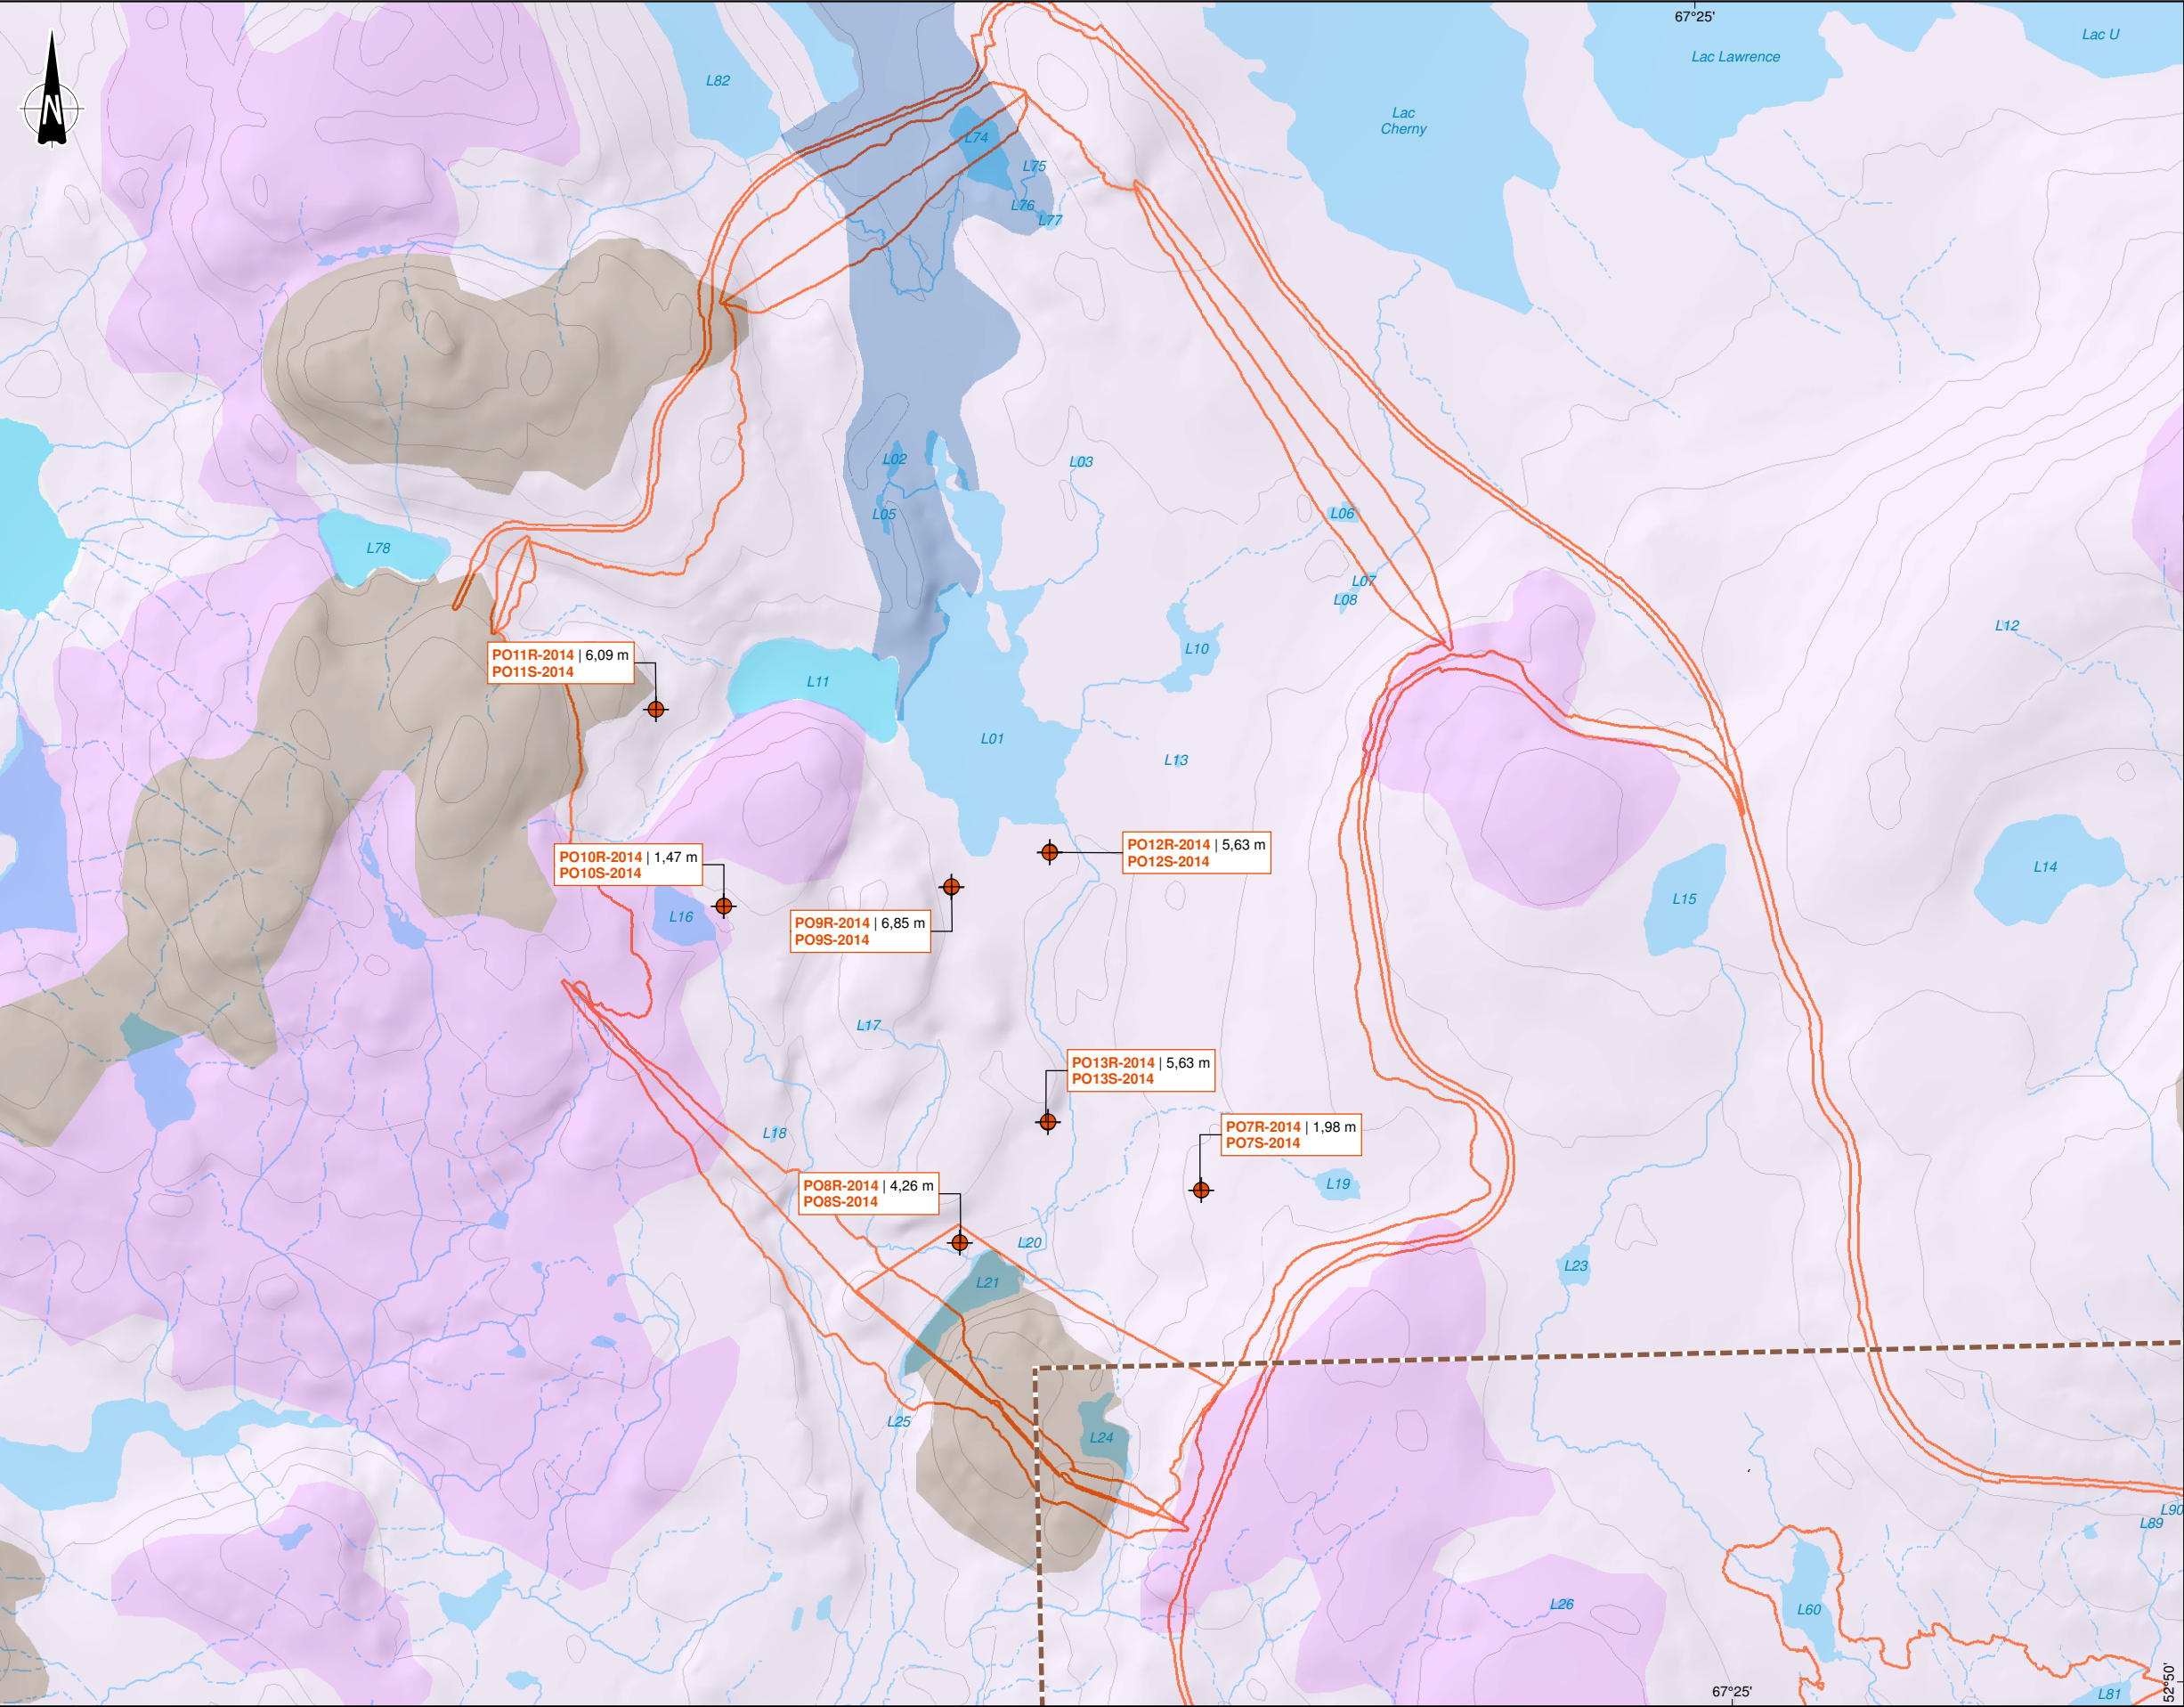 67°25'
Lac U
Lac Lawrence
L82
N
Lac
Cherny
L74
L75
L76
L77
L02
L03
L05
L06
L78
L07
L08
L12
L10
PO11R-2014 | 6,09 m
PO11S-2014
L11
L01
L13
PO12R-2014 | 5,63 m
PO12S-2014
PO10R-2014 | 1,47 m
PO10S-2014
L14
L15
L16
PO9R-2014 | 6,85 m
PO9S-2014
L17
PO13R-2014 | 5,63 m
PO13S-2014
L18
PO7R-2014 | 1,98 m
PO7S-2014
PO8R-2014 | 4,26 m
PO8S-2014
L19
L20
L23
L21
L25
L24
L90
L89
L26
L60
52°50'
67°25'
L81